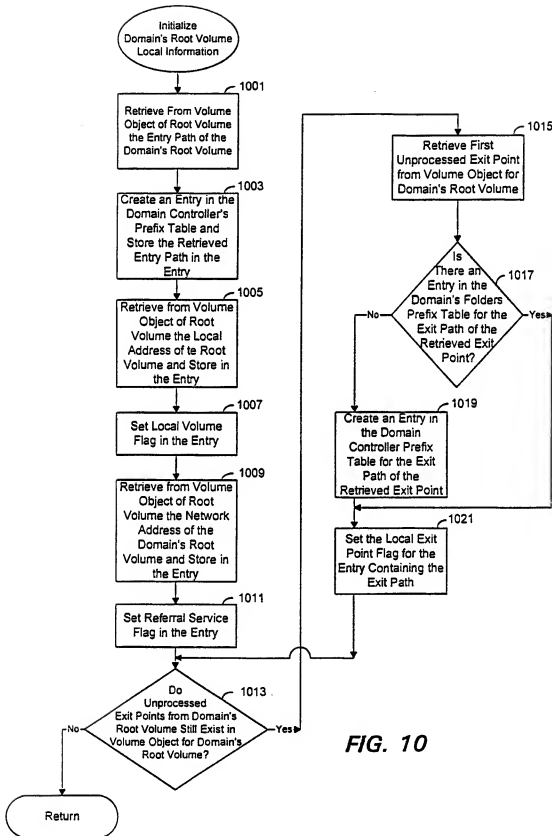 Initialize
Domain's Root Volume
Local Information
1001
Retrieve From Volume
Object of Root Volume
the Entry Path of the
Domain's Root Volume
1003
Create an Entry in the
Domain Controller's
Prefix Table and
Store the Retrieved
Entry Path in the
Entry
1005
Retrieve from Volume
Object of Root
Volume the Local
Address of te Root
Volume and Store in
the Entry
1007
Set Local Volume
Flag in the Entry
1009
Retrieve from Volume
Object of Root
Volume the Network
Address of the
Domain's Root
Volume and Store in
the Entry
1011
Set Referral Service
Flag in the Entry
1013
Do
Unprocessed
Exit Points from Domain's
Root Volume Still Exist in
Volume Object for Domain's
Root Volume?
No
Yes
Return
1015
Retrieve First
Unprocessed Exit Point
from Volume Object for
Domain's Root Volume
1017
Is
There an
Entry in the
Domain's Folders
Prefix Table for the
Exit Path of the
Retrieved Exit
Point?
No
Yes
1019
Create an Entry in
the Domain
Controller Prefix
Table for the Exit
Path of the
Retrieved Exit Point
1021
Set the Local Exit
Point Flag for the
Entry Containing the
Exit Path
FIG. 10